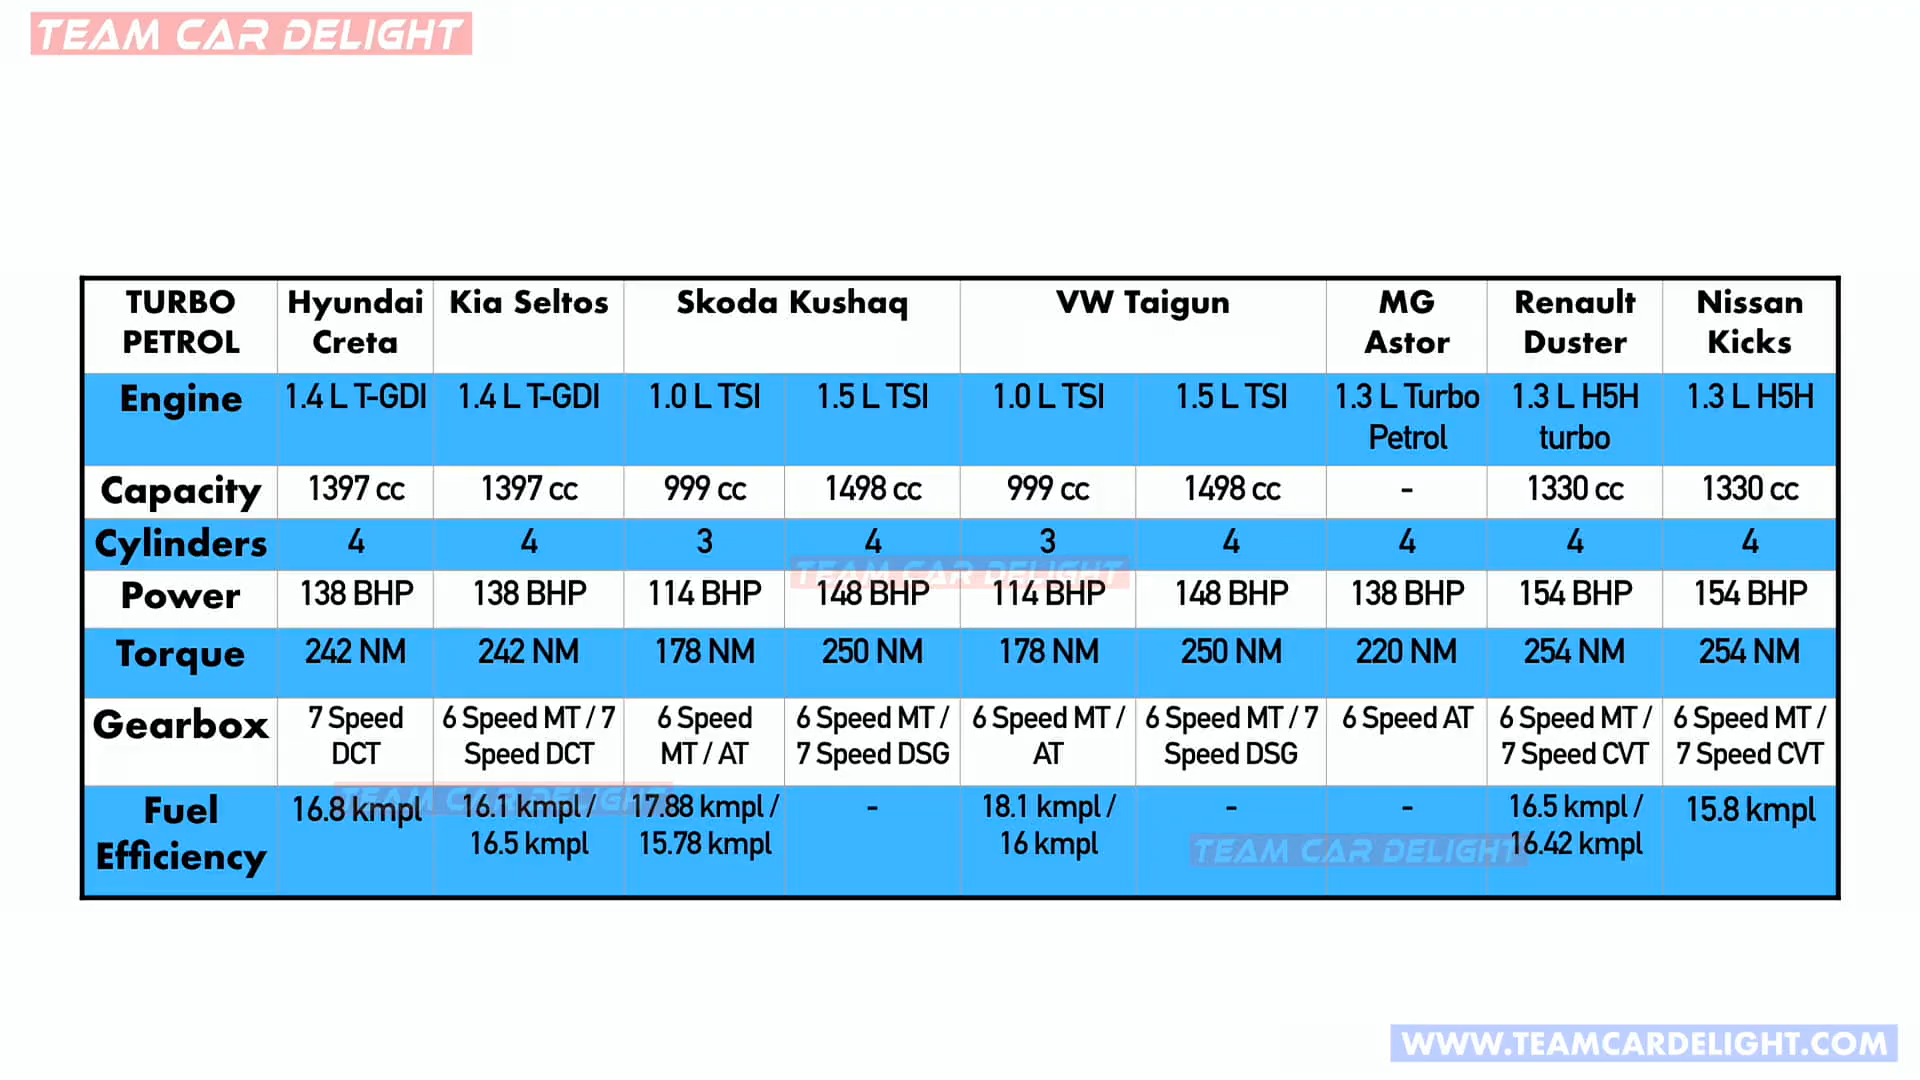 TEAM CAR DELIGHT
TURBO PETROL Hyundai Creta Kia Seltos Skoda Kushaq VW Taigun MG Astor Renault Duster Nissan Kicks
Engine 1.4 L T-GDI 1.4 L T-GDI 1.0 L TSI 1.5 L TSI 1.0 L TSI 1.5 L TSI 1.3 L Turbo Petrol 1.3 L H5H turbo 1.3 L H5H
Capacity 1397 cc 1397 cc 999 cc 1498 cc 999 cc 1498 cc - 1330 cc 1330 cc
Cylinders 4 4 3 4 3 4 4 4 4
TEAM CAR DELIGHT
Power 138 BHP 138 BHP 114 BHP 148 BHP 114 BHP 148 BHP 138 BHP 154 BHP 154 BHP
Torque 242 NM 242 NM 178 NM 250 NM 178 NM 250 NM 220 NM 254 NM 254 NM
Gearbox 7 Speed DCT 6 Speed MT / 7 Speed DCT 6 Speed MT / AT 6 Speed MT / 7 Speed DSG 6 Speed MT / AT 6 Speed MT / 7 Speed DSG 6 Speed AT 6 Speed MT / 7 Speed CVT 6 Speed MT / 7 Speed CVT
TEAM CAR DELIGHT
Fuel Efficiency 16.8 kmpl 16.1 kmpl / 16.5 kmpl 17.88 kmpl / 15.78 kmpl - 18.1 kmpl / 16 kmpl - - 16.5 kmpl / 16.42 kmpl 15.8 kmpl
TEAM CAR DELIGHT
WWW.TEAMCARDELIGHT.COM